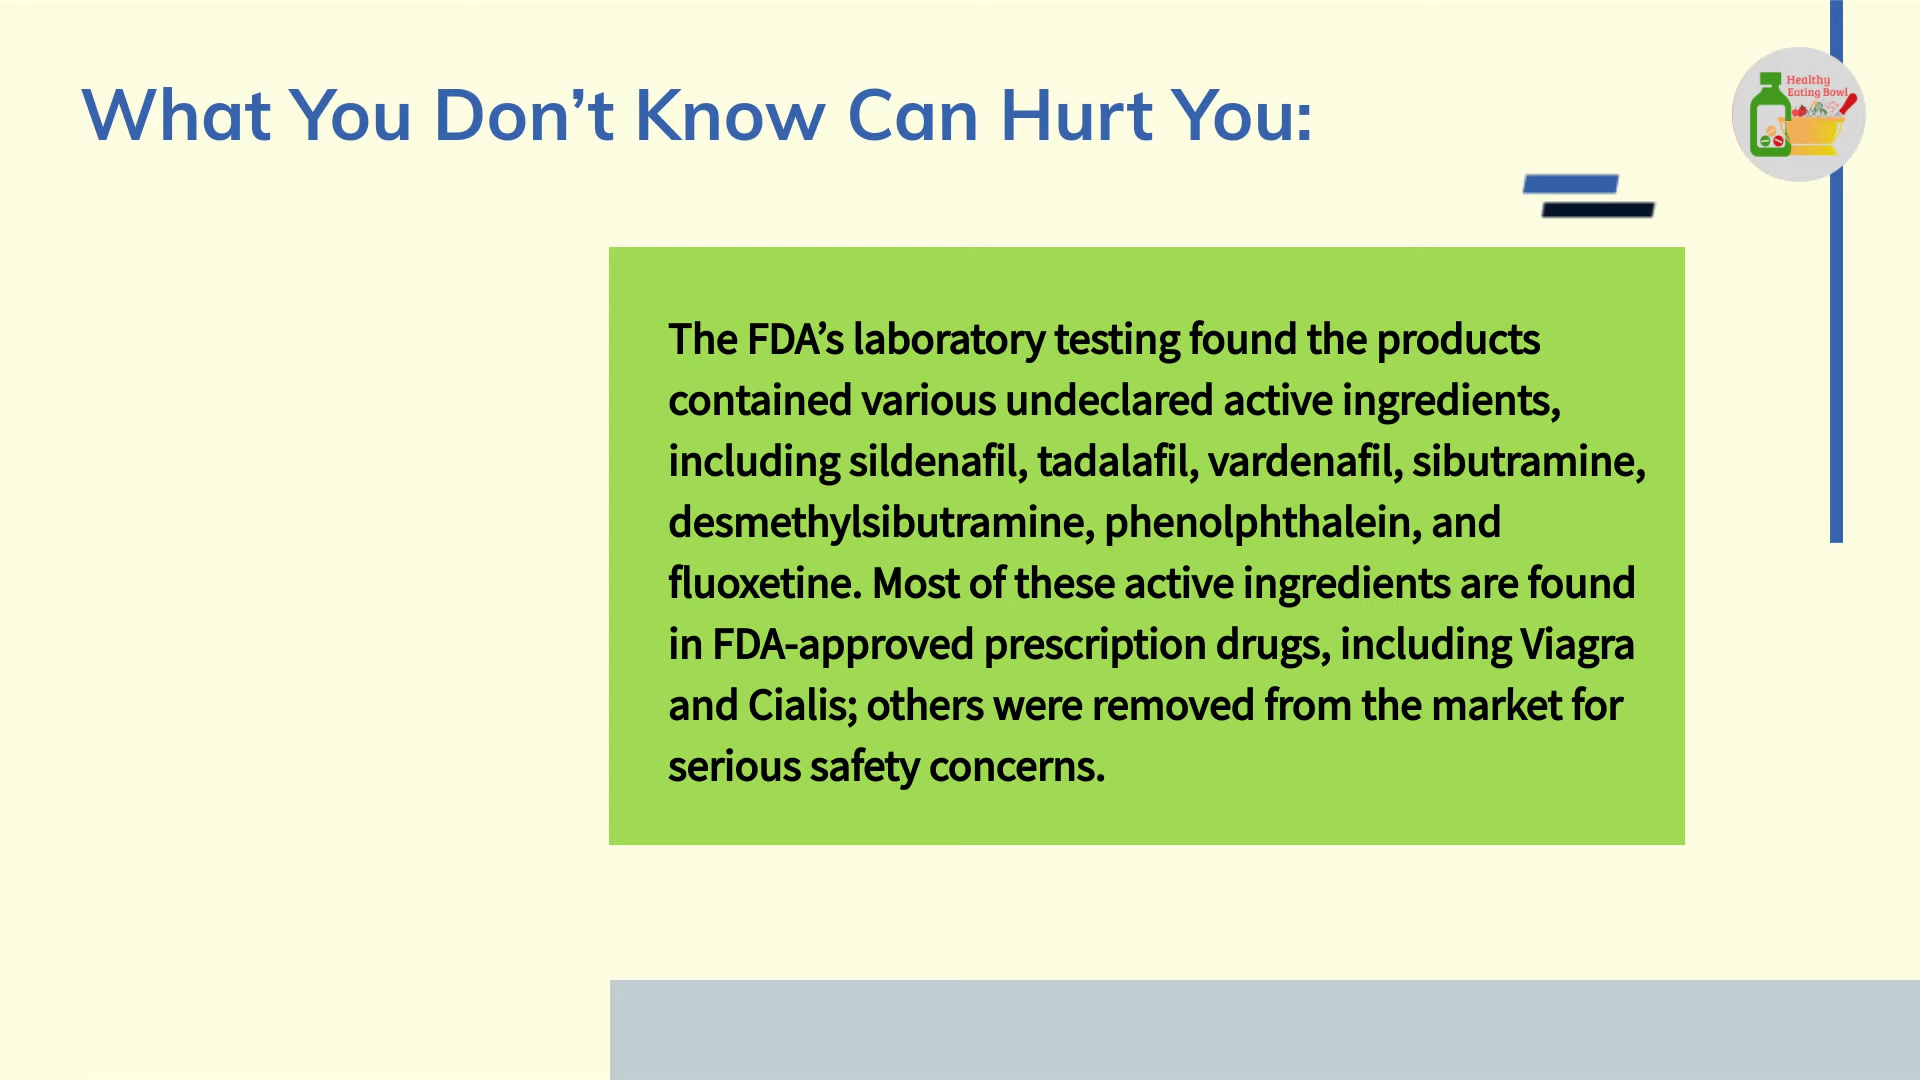 What You Don’t Know Can Hurt You:
Healthy
Eating Bowl
The FDA’s laboratory testing found the products
contained various undeclared active ingredients,
including sildenafil, tadalafil, vardenafil, sibutramine,
desmethylsibutramine, phenolphthalein, and
fluoxetine. Most of these active ingredients are found
in FDA-approved prescription drugs, including Viagra
and Cialis; others were removed from the market for
serious safety concerns.